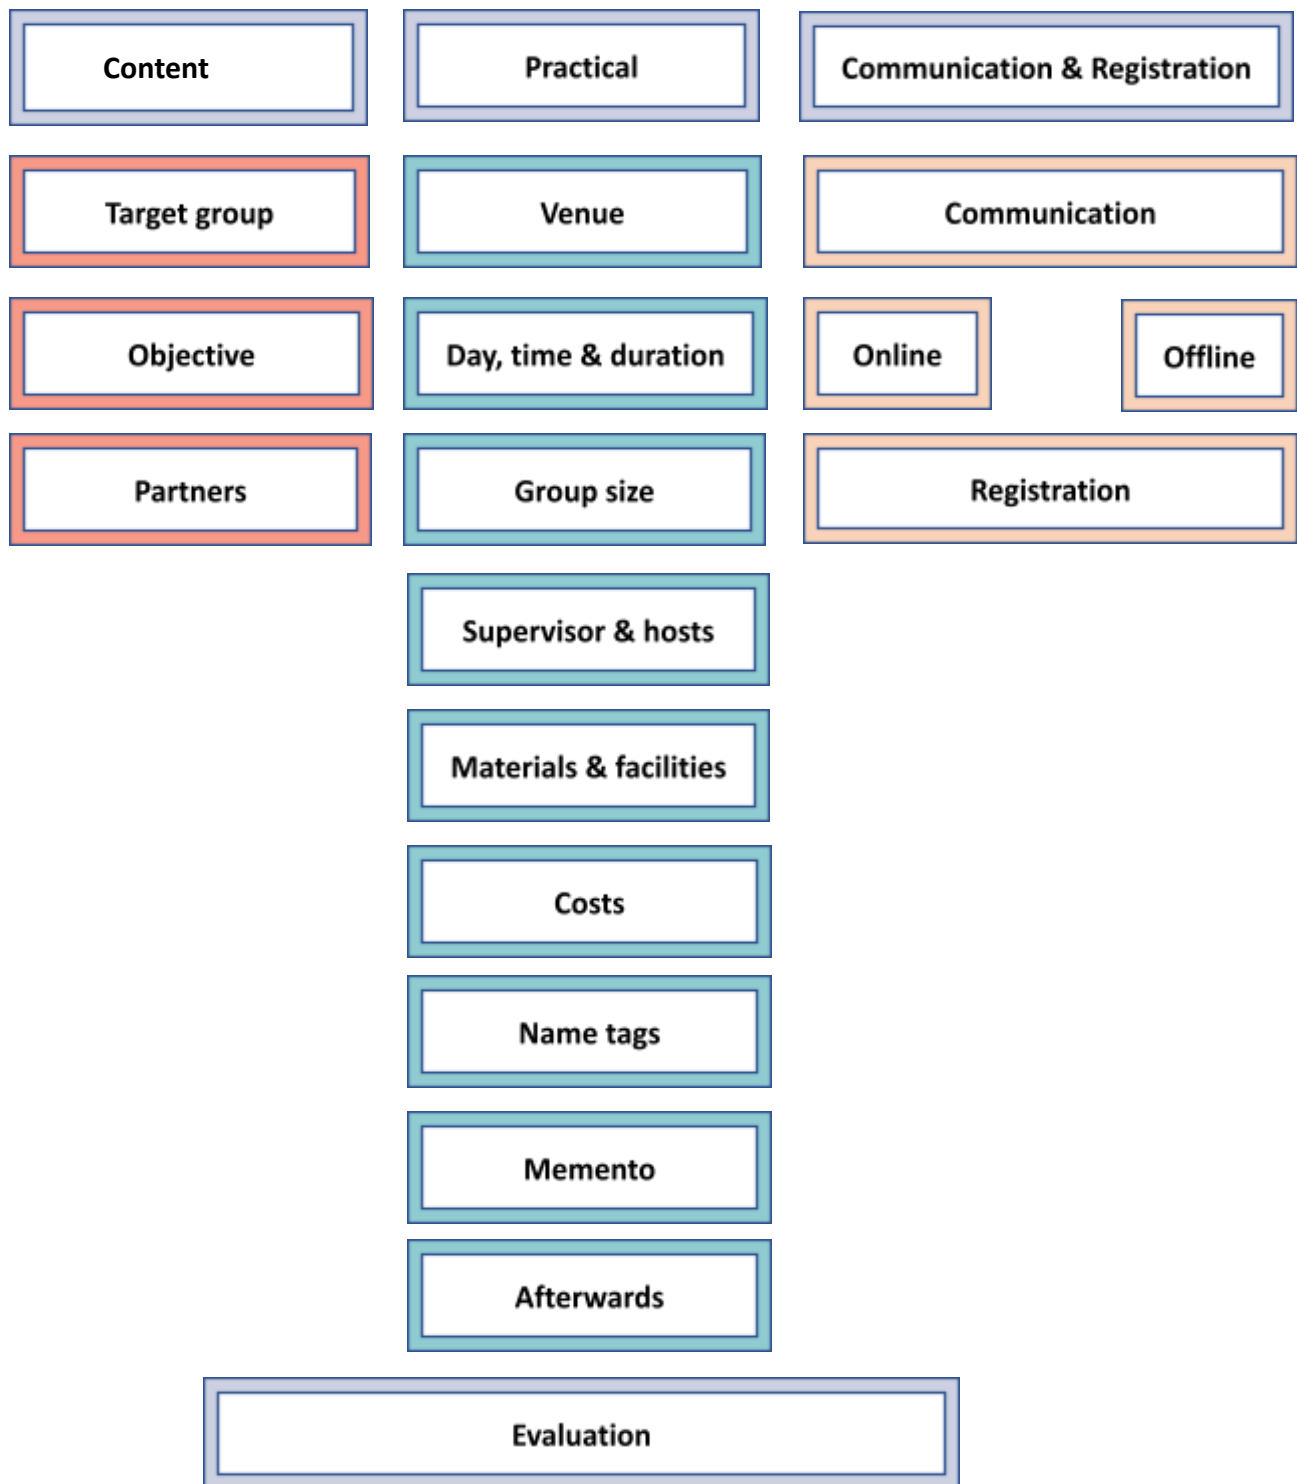 Content
Practical
Communication & Registration
Target group
Venue
Communication
Objective
Day, time & duration
Online
Offline
Partners
Group size
Registration
Supervisor & hosts
Materials & facilities
Costs
Name tags
Memento
Afterwards
Evaluation